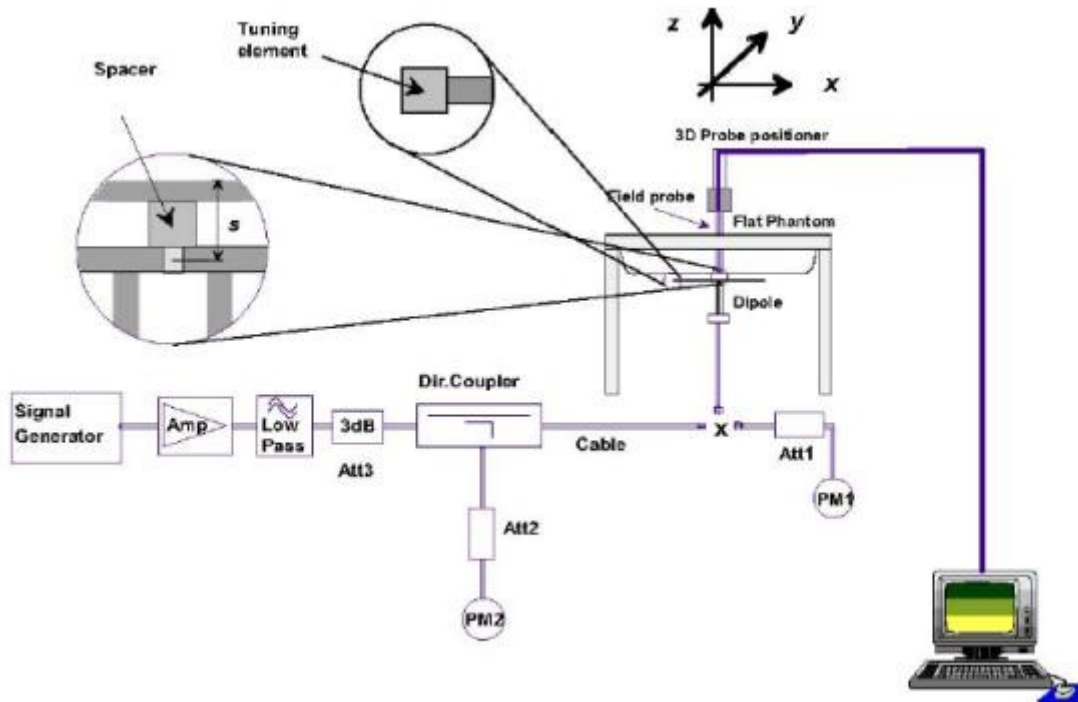 Tuning
element
Spacer
z
y
x
3D Probe positioner
Field probe
Flat Phantom
s
Dipole
Dir.Coupler
Signal
Generator
Amp
Low
Pass
3dB
Att3
Cable
x
Att1
PM1
Att2
PM2